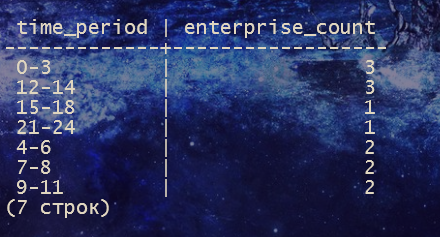 time_period | enterprise_count
-------------+------------------
0-3 | 3
12-14 | 3
15-18 | 1
21-24 | 1
4-6 | 2
7-8 | 2
9-11 | 2
(7 строк)